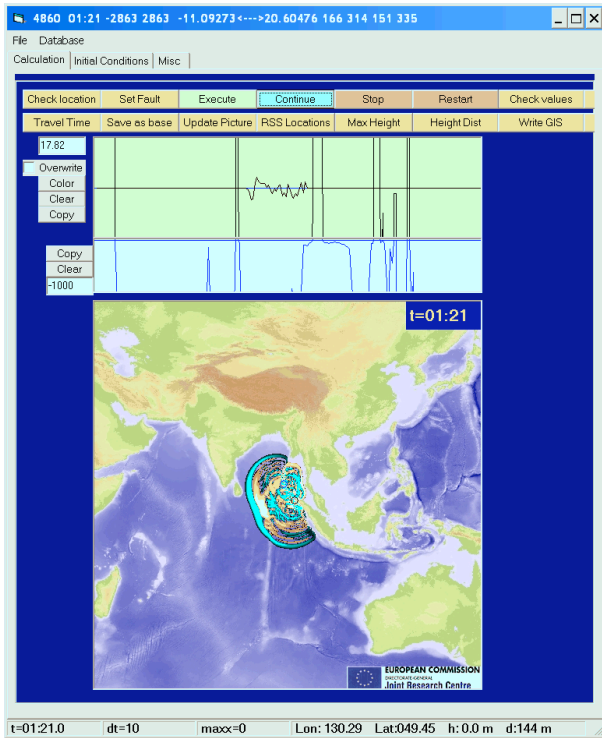 4860 01:21 -2863 2863 -11.09273<--->20.60476 166 314 151 335
File Database
Calculation Initial Conditions Misc
Check location Set Fault Execute Continue Stop Restart Check values
Travel Time Save as base Update Picture RSS Locations Max Height Height Dist Write GIS
17.82
Overwrite
Color
Clear
Copy
Copy
Clear
-1000
t=01:21
EUROPEAN COMMISSION
DIRECTORATE-GENERAL
Joint Research Centre
t=01:21.0 dt=10 maxx=0 Lon: 130.29 Lat:049.45 h: 0.0 m d:144 m